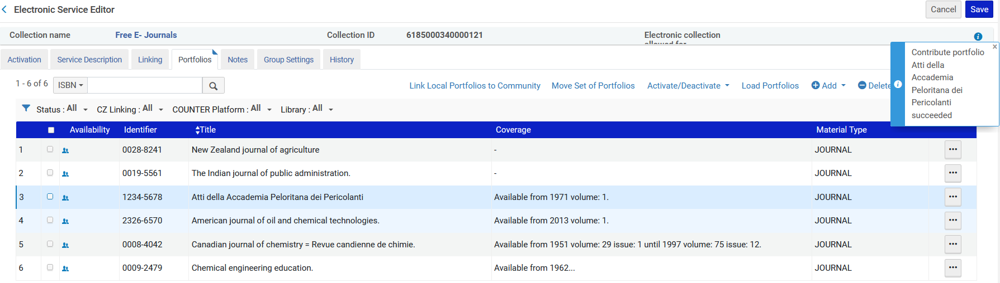 Electronic Service Editor
Cancel Save
Collection name Free E- Journals Collection ID 6185000340000121 Electronic collection
Contribute portfolio
Atti della
Accademia
Peloritana dei
Pericolanti
succeeded
Activation Service Description Linking Portfolios Notes Group Settings History
1 - 6 of 6 ISBN Link Local Portfolios to Community Move Set of Portfolios Activate/Deactivate Load Portfolios Add Delete
Status : All CZ Linking : All COUNTER Platform : All Library : All
Availability Identifier Title Coverage Material Type
1 0028-8241 New Zealand journal of agriculture - JOURNAL
2 0019-5561 The Indian journal of public administration. - JOURNAL
3 1234-5678 Atti della Accademia Peloritana dei Pericolanti Available from 1971 volume: 1. JOURNAL
4 2326-6570 American journal of oil and chemical technologies. Available from 2013 volume: 1. JOURNAL
5 0008-4042 Canadian journal of chemistry = Revue candienne de chimie. Available from 1951 volume: 29 issue: 1 until 1997 volume: 75 issue: 12. JOURNAL
6 0009-2479 Chemical engineering education. Available from 1962... JOURNAL